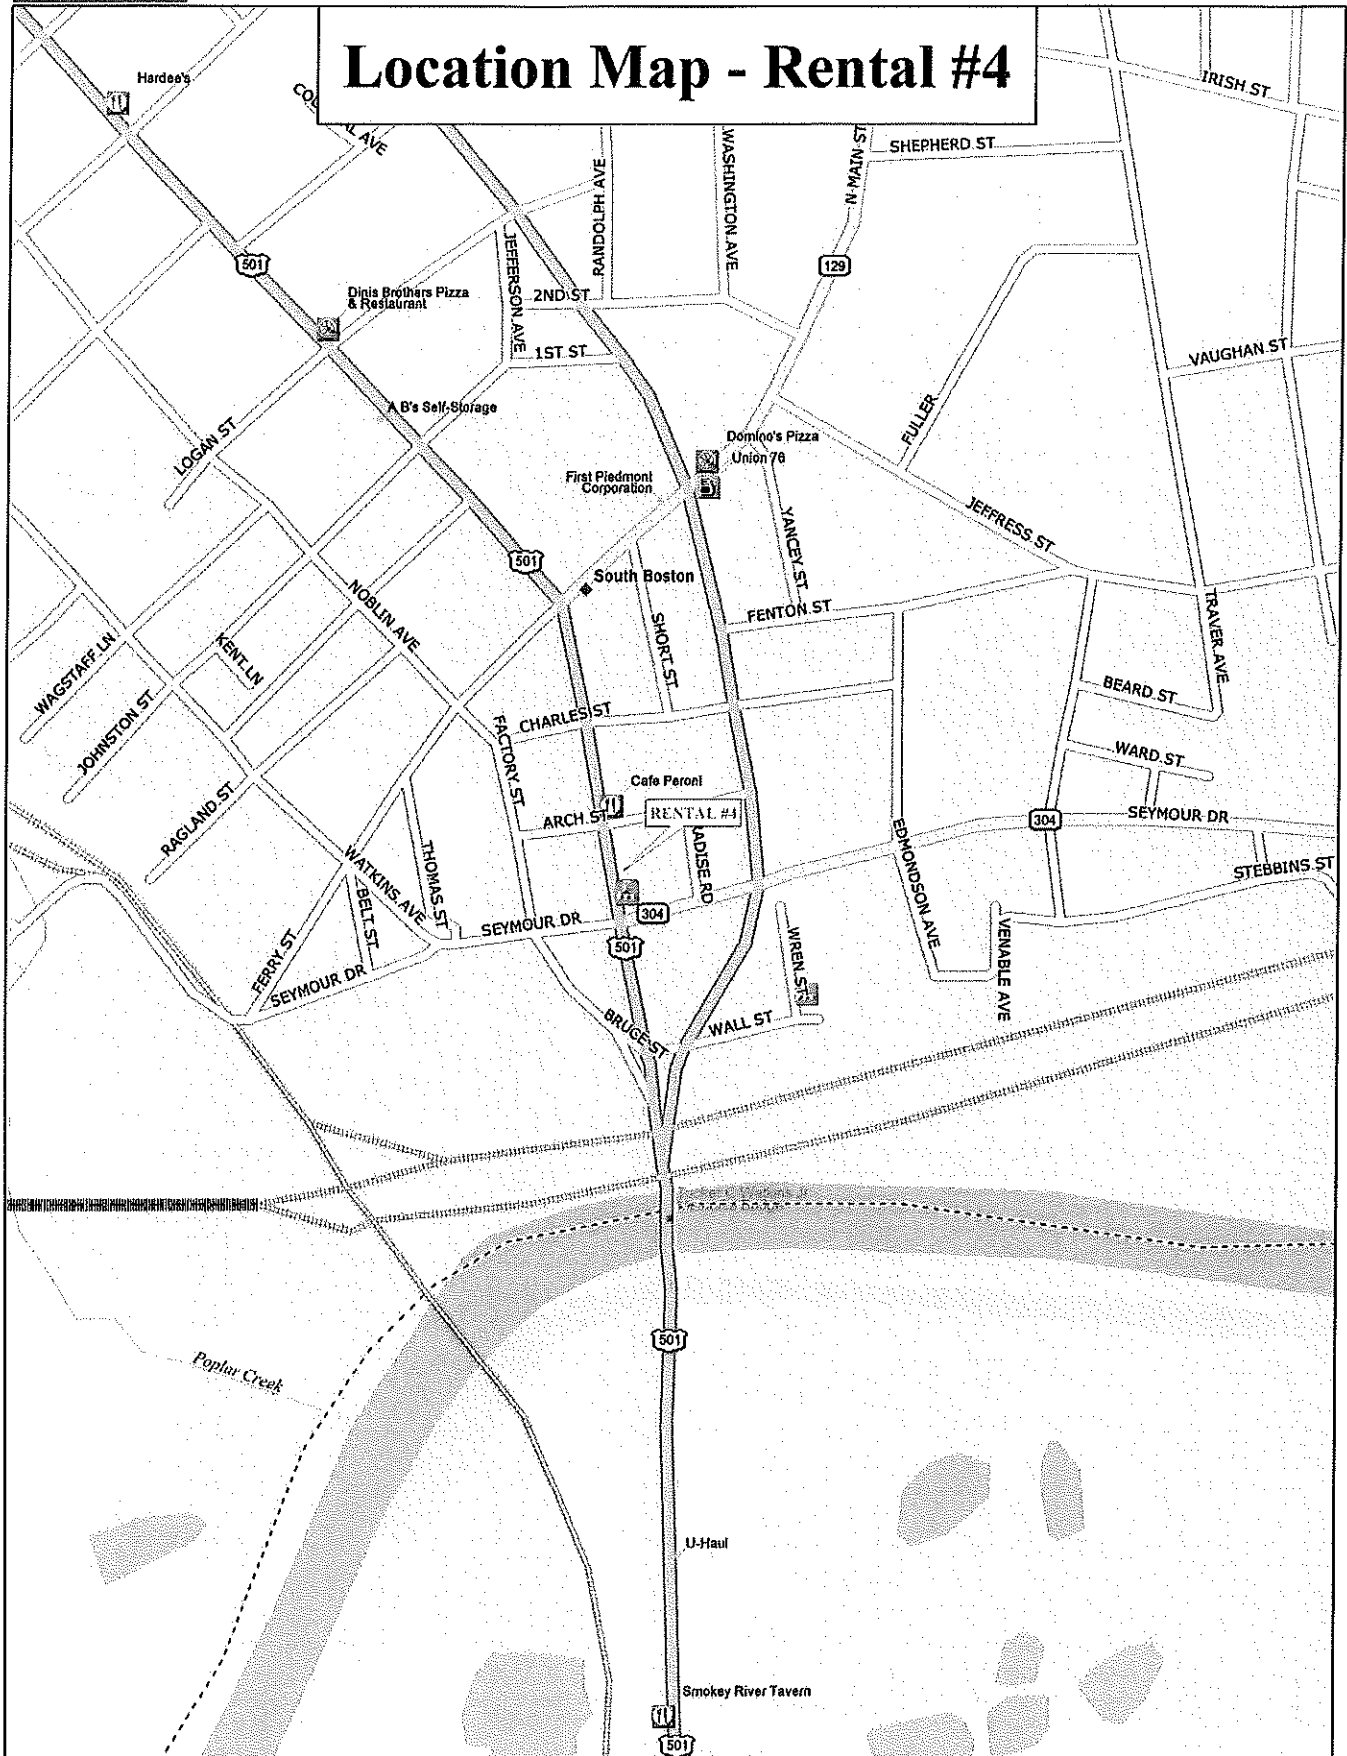 Location Map - Rental #4
Hardee's
IRISH ST
AL AVE
SHEPHERD ST
N MAIN ST
WASHINGTON AVE
RANDOLPH AVE
JEFFERSON AVE
501
129
Dinis Brothers Pizza
& Restaurant
2ND ST
1ST ST
VAUGHAN ST
A B's Self-Storage
FULLER
LOGAN ST
Domino's Pizza
Union 76
First Piedmont
Corporation
YANCEY ST
JEFFRESS ST
501
South Boston
NOBLIN AVE
SHORT ST
FENTON ST
TRAVER AVE
KENT LN
WAGSTAFF LN
JOHNSTON ST
BEARD ST
CHARLES ST
FACTORY ST
WARD ST
Cafe Peroni
RAGLAND ST
ARCH ST
RENTAL #4
304
SEYMOUR DR
ADISE RD
EDMONDSON AVE
STEBBINS ST
WATKINS AVE
THOMAS ST
BELT ST
SEYMOUR DR
304
501
FERRY ST
SEYMOUR DR
WREN ST
VENABLE AVE
BRUCE ST
WALL ST
501
Poplar Creek
U-Haul
Smokey River Tavern
501